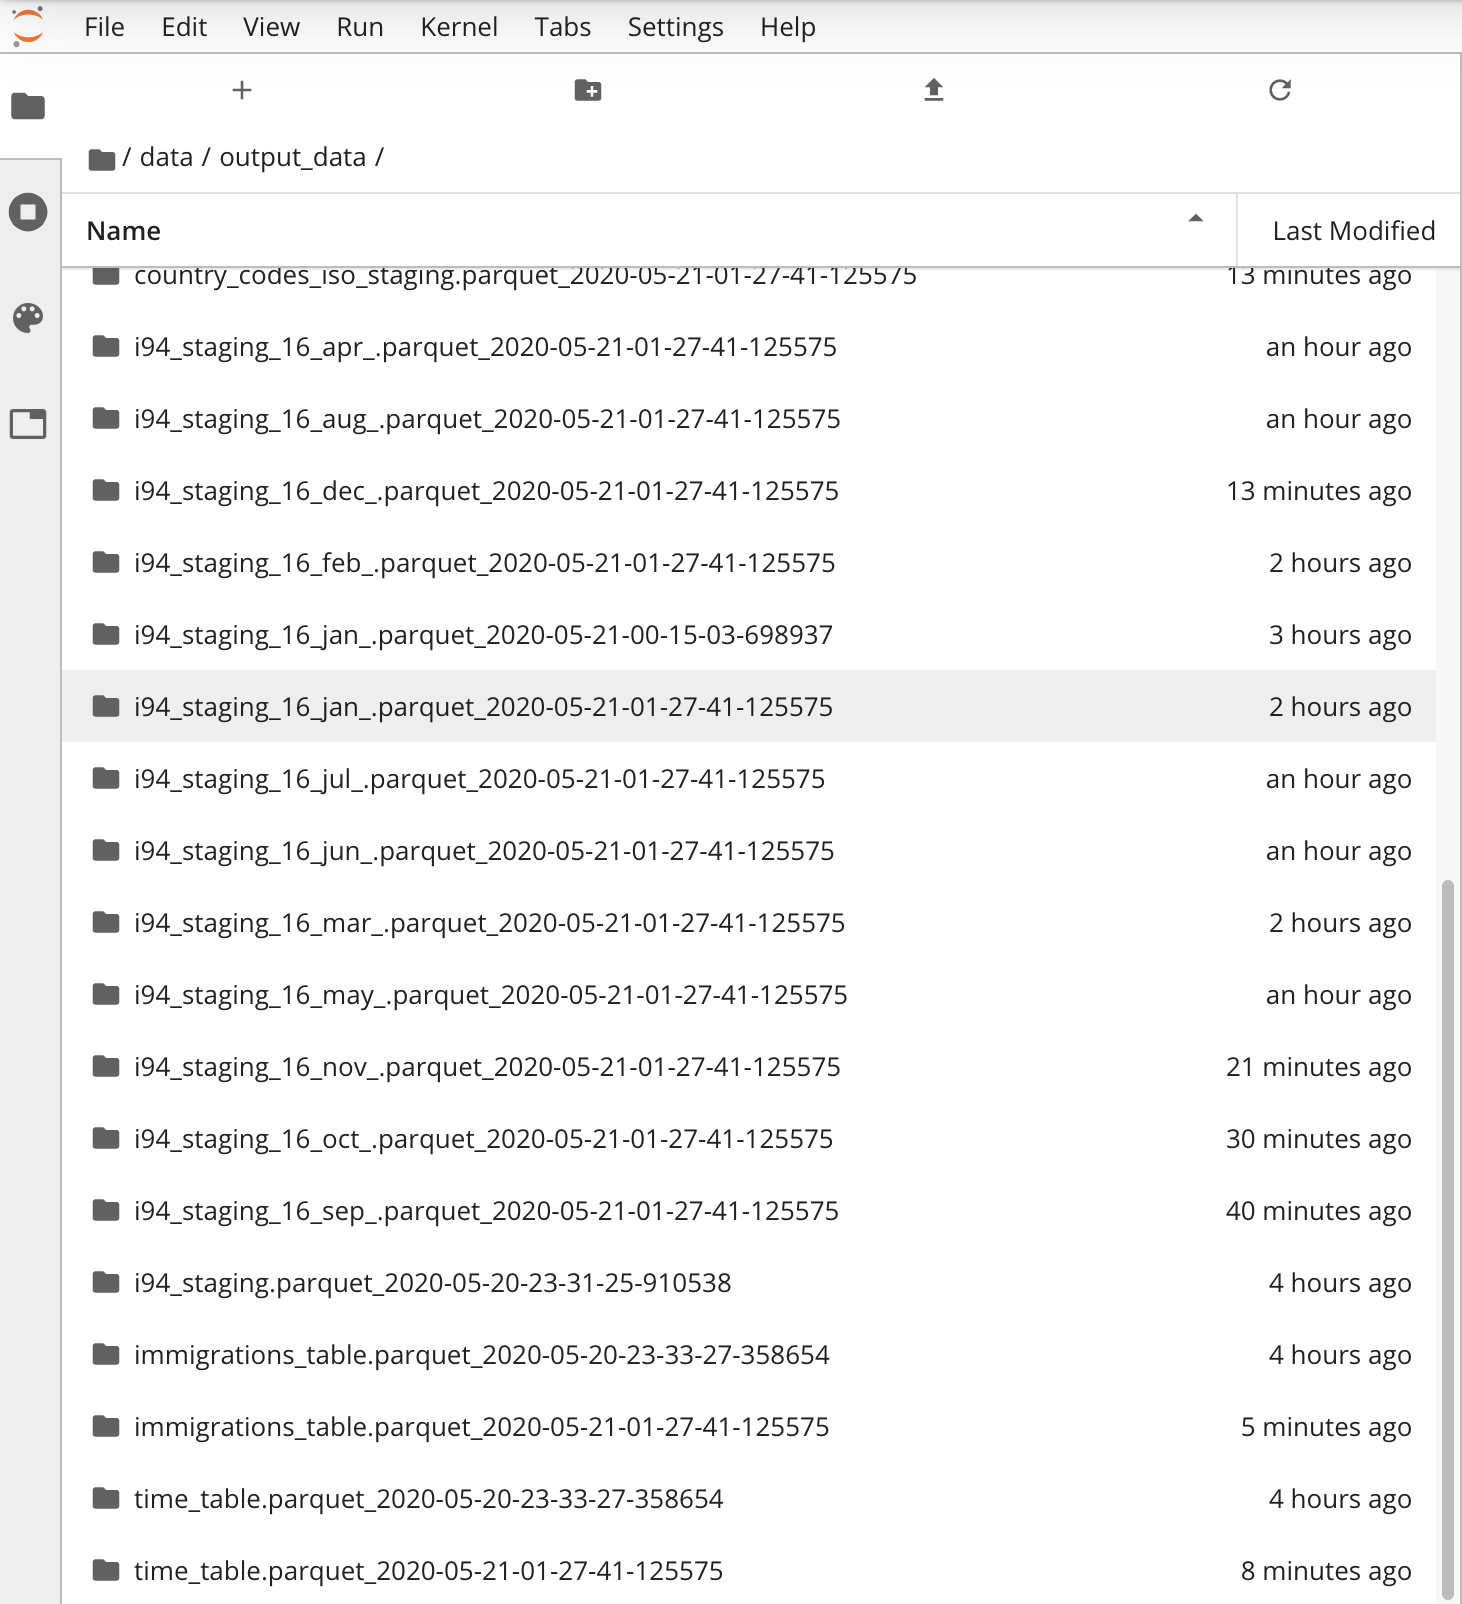 File Edit View Run Kernel Tabs Settings Help
/ data / output_data /
Name Last Modified
country_codes_iso_staging.parquet_2020-05-21-01-27-41-125575 13 minutes ago
i94_staging_16_apr_.parquet_2020-05-21-01-27-41-125575 an hour ago
i94_staging_16_aug_.parquet_2020-05-21-01-27-41-125575 an hour ago
i94_staging_16_dec_.parquet_2020-05-21-01-27-41-125575 13 minutes ago
i94_staging_16_feb_.parquet_2020-05-21-01-27-41-125575 2 hours ago
i94_staging_16_jan_.parquet_2020-05-21-00-15-03-698937 3 hours ago
i94_staging_16_jan_.parquet_2020-05-21-01-27-41-125575 2 hours ago
i94_staging_16_jul_.parquet_2020-05-21-01-27-41-125575 an hour ago
i94_staging_16_jun_.parquet_2020-05-21-01-27-41-125575 an hour ago
i94_staging_16_mar_.parquet_2020-05-21-01-27-41-125575 2 hours ago
i94_staging_16_may_.parquet_2020-05-21-01-27-41-125575 an hour ago
i94_staging_16_nov_.parquet_2020-05-21-01-27-41-125575 21 minutes ago
i94_staging_16_oct_.parquet_2020-05-21-01-27-41-125575 30 minutes ago
i94_staging_16_sep_.parquet_2020-05-21-01-27-41-125575 40 minutes ago
i94_staging.parquet_2020-05-20-23-31-25-910538 4 hours ago
immigrations_table.parquet_2020-05-20-23-33-27-358654 4 hours ago
immigrations_table.parquet_2020-05-21-01-27-41-125575 5 minutes ago
time_table.parquet_2020-05-20-23-33-27-358654 4 hours ago
time_table.parquet_2020-05-21-01-27-41-125575 8 minutes ago